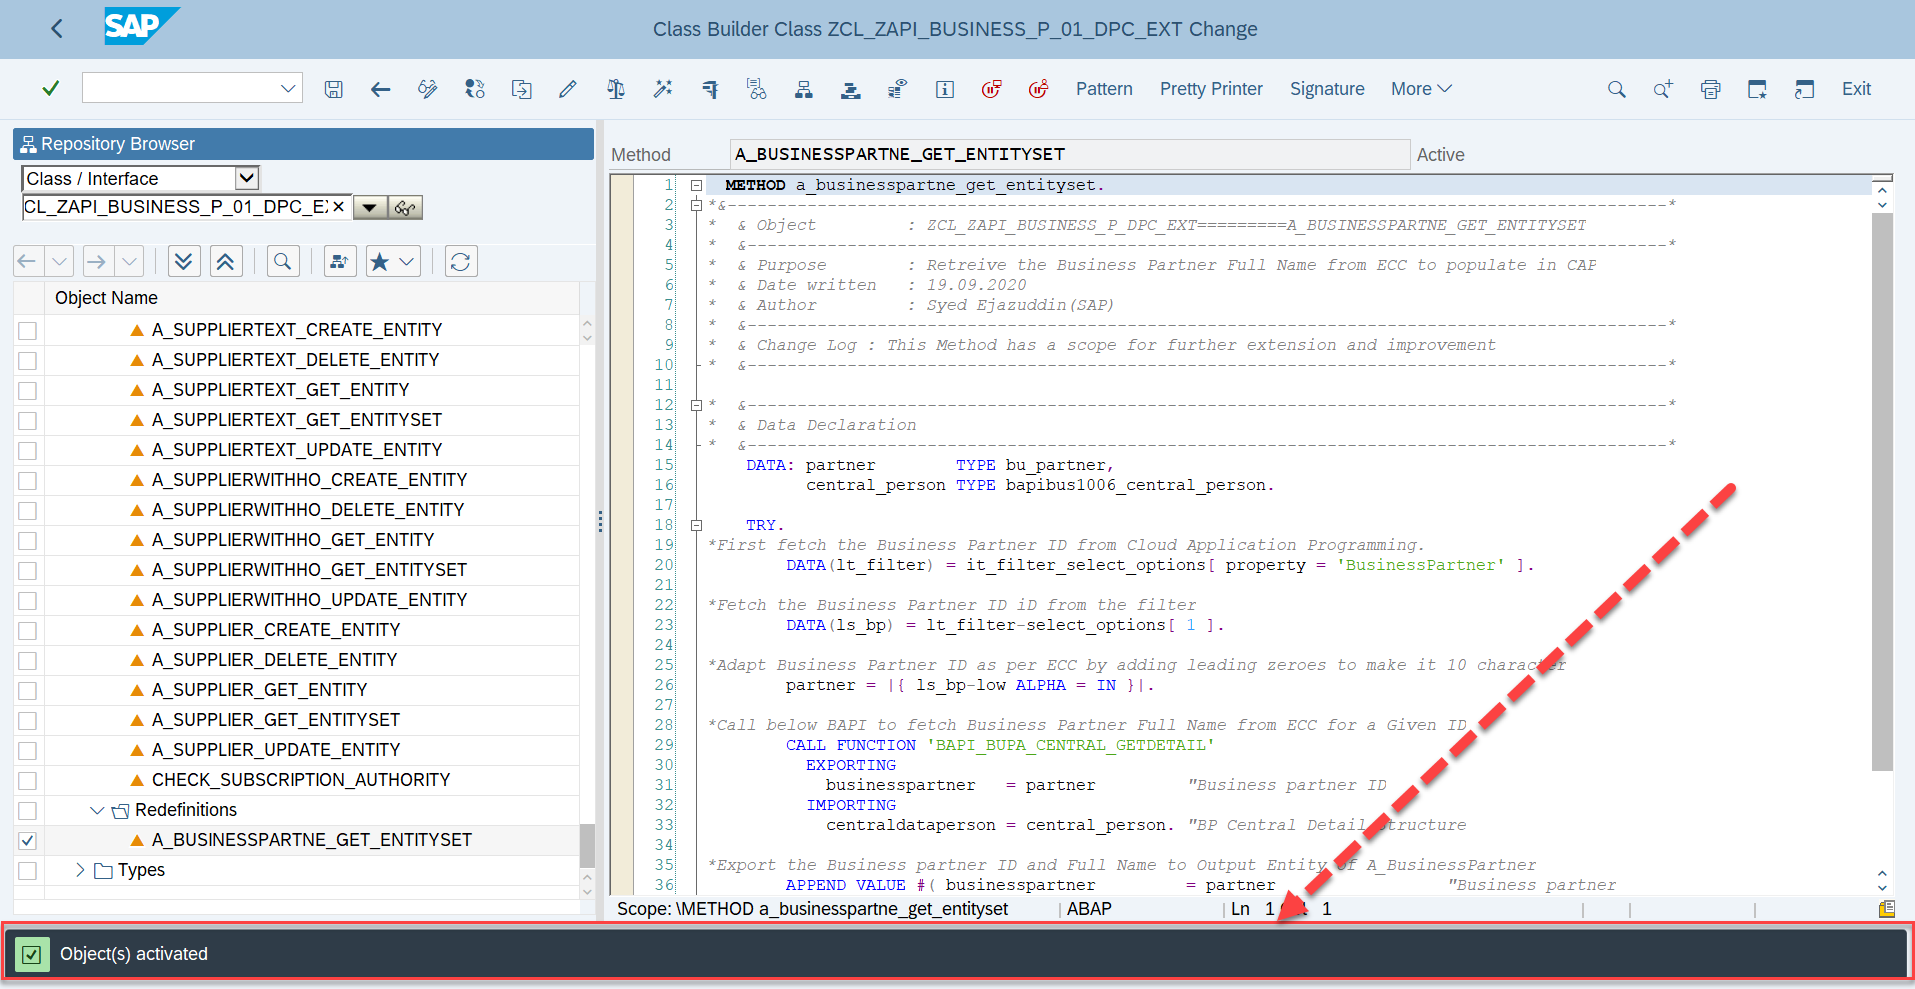 SAP
Class Builder Class ZCL_ZAPI_BUSINESS_P_01_DPC_EXT Change
Pattern
Pretty Printer
Signature
More
Exit
Repository Browser
Class / Interface
CL_ZAPI_BUSINESS_P_01_DPC_E
Object Name
A_SUPPLIERTEXT_CREATE_ENTITY
A_SUPPLIERTEXT_DELETE_ENTITY
A_SUPPLIERTEXT_GET_ENTITY
A_SUPPLIERTEXT_GET_ENTITYSET
A_SUPPLIERTEXT_UPDATE_ENTITY
A_SUPPLIERWITHHO_CREATE_ENTITY
A_SUPPLIERWITHHO_DELETE_ENTITY
A_SUPPLIERWITHHO_GET_ENTITY
A_SUPPLIERWITHHO_GET_ENTITYSET
A_SUPPLIERWITHHO_UPDATE_ENTITY
A_SUPPLIER_CREATE_ENTITY
A_SUPPLIER_DELETE_ENTITY
A_SUPPLIER_GET_ENTITY
A_SUPPLIER_GET_ENTITYSET
A_SUPPLIER_UPDATE_ENTITY
CHECK_SUBSCRIPTION_AUTHORITY
Redefinitions
A_BUSINESSPARTNE_GET_ENTITYSET
Types
Method A_BUSINESSPARTNE_GET_ENTITYSET Active
1 METHOD a_businesspartne_get_entityset.
2 *&--------------------------------------------------------------------------------------------*
3 * & Object : ZCL_ZAPI_BUSINESS_P_DPC_EXT=========A_BUSINESSPARTNE_GET_ENTITYSET
4 * &--------------------------------------------------------------------------------------------*
5 * & Purpose : Retreive the Business Partner Full Name from ECC to populate in CAP
6 * & Date written : 19.09.2020
7 * & Author : Syed Ejazuddin(SAP)
8 * &--------------------------------------------------------------------------------------------*
9 * & Change Log : This Method has a scope for further extension and improvement
10 * &--------------------------------------------------------------------------------------------*
11
12 * &--------------------------------------------------------------------------------------------*
13 * & Data Declaration
14 * &--------------------------------------------------------------------------------------------*
15 DATA: partner TYPE bu_partner,
16 central_person TYPE bapibus1006_central_person.
17
18 TRY.
19 *First fetch the Business Partner ID from Cloud Application Programming.
20 DATA(lt_filter) = it_filter_select_options[ property = 'BusinessPartner' ].
21
22 *Fetch the Business Partner ID iD from the filter
23 DATA(ls_bp) = lt_filter-select_options[ 1 ].
24
25 *Adapt Business Partner ID as per ECC by adding leading zeroes to make it 10 character
26 partner = |{ ls_bp-low ALPHA = IN }|.
27
28 *Call below BAPI to fetch Business Partner Full Name from ECC for a Given ID
29 CALL FUNCTION 'BAPI_BUPA_CENTRAL_GETDETAIL'
30 EXPORTING
31 businesspartner = partner "Business partner ID
32 IMPORTING
33 centraldataperson = central_person. "BP Central Detail Structure
34
35 *Export the Business partner ID and Full Name to Output Entity of A_BusinessPartner
36 APPEND VALUE #( businesspartner = partner "Business partner
Scope: \METHOD a_businesspartne_get_entityset ABAP Ln 1 1
Object(s) activated